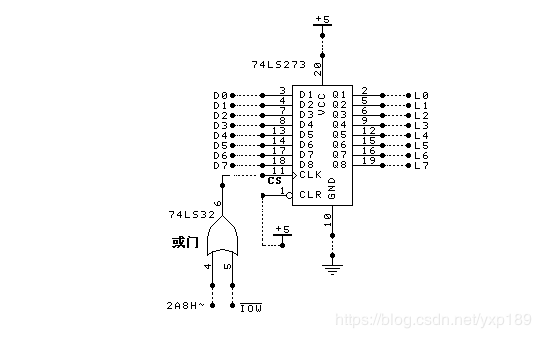 +5
74LS273
20
VCC
D0 3 D1 Q1 2 L0
D1 4 D2 Q2 5 L1
D2 7 D3 Q3 6 L2
D3 8 D4 Q4 9 L3
D4 13 D5 Q5 12 L4
D5 14 D6 Q6 15 L5
D6 17 D7 Q7 16 L6
D7 18 D8 Q8 19 L7
11 CLK
CS
1 CLR
GND
6
10
74LS32
+5
或门
4 5
2A8H~ IOW
https://blog.csdn.net/yxp189